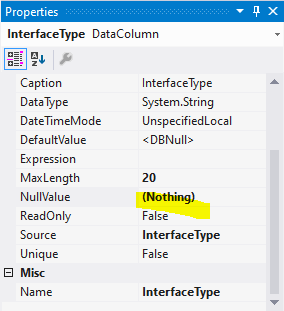 Properties
InterfaceType DataColumn
Caption InterfaceType
DataType System.String
DateTimeMode UnspecifiedLocal
DefaultValue <DBNull>
Expression
MaxLength 20
NullValue (Nothing)
ReadOnly False
Source InterfaceType
Unique False
Misc
Name InterfaceType